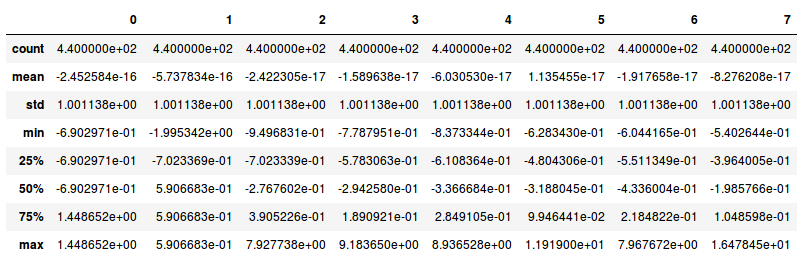 0 1 2 3 4 5 6 7
count 4.400000e+02 4.400000e+02 4.400000e+02 4.400000e+02 4.400000e+02 4.400000e+02 4.400000e+02 4.400000e+02
mean -2.452584e-16 -5.737834e-16 -2.422305e-17 -1.589638e-17 -6.030530e-17 1.135455e-17 -1.917658e-17 -8.276208e-17
std 1.001138e+00 1.001138e+00 1.001138e+00 1.001138e+00 1.001138e+00 1.001138e+00 1.001138e+00 1.001138e+00
min -6.902971e-01 -1.995342e+00 -9.496831e-01 -7.787951e-01 -8.373344e-01 -6.283430e-01 -6.044165e-01 -5.402644e-01
25% -6.902971e-01 -7.023369e-01 -7.023339e-01 -5.783063e-01 -6.108364e-01 -4.804306e-01 -5.511349e-01 -3.964005e-01
50% -6.902971e-01 5.906683e-01 -2.767602e-01 -2.942580e-01 -3.366684e-01 -3.188045e-01 -4.336004e-01 -1.985766e-01
75% 1.448652e+00 5.906683e-01 3.905226e-01 1.890921e-01 2.849105e-01 9.946441e-02 2.184822e-01 1.048598e-01
max 1.448652e+00 5.906683e-01 7.927738e+00 9.183650e+00 8.936528e+00 1.191900e+01 7.967672e+00 1.647845e+01